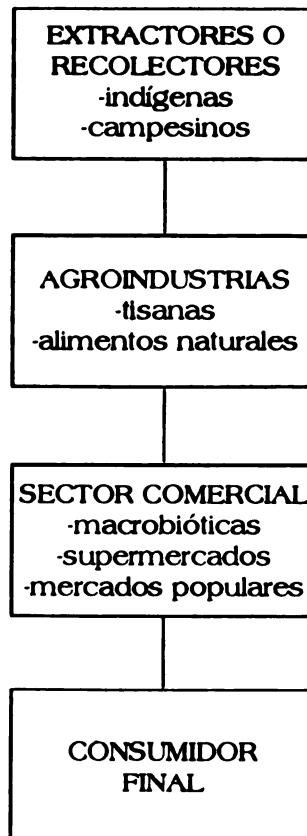 EXTRACTORES O
RECOLECTORES
-indígenas
-campesinos
AGROINDUSTRIAS
-tisanas
-alimentos naturales
SECTOR COMERCIAL
-macrobióticas
-supermercados
-mercados populares
CONSUMIDOR
FINAL